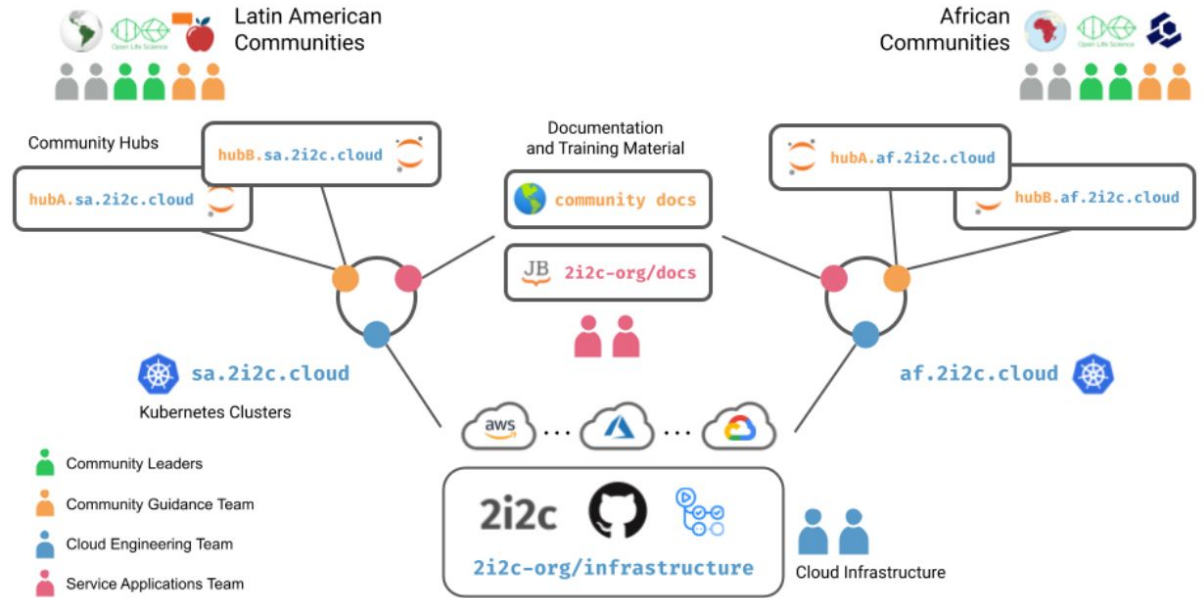 Latin American
Communities
Open Life Science
African
Communities
Open Life Science
Community Hubs
hubB.sa.2i2c.cloud
hubA.sa.2i2c.cloud
Documentation
and Training Material
community docs
JB
2i2c-org/docs
hubA.af.2i2c.cloud
hubB.af.2i2c.cloud
sa.2i2c.cloud
Kubernetes Clusters
af.2i2c.cloud
aws
...
...
Community Leaders
Community Guidance Team
Cloud Engineering Team
Service Applications Team
2i2c
2i2c-org/infrastructure
Cloud Infrastructure